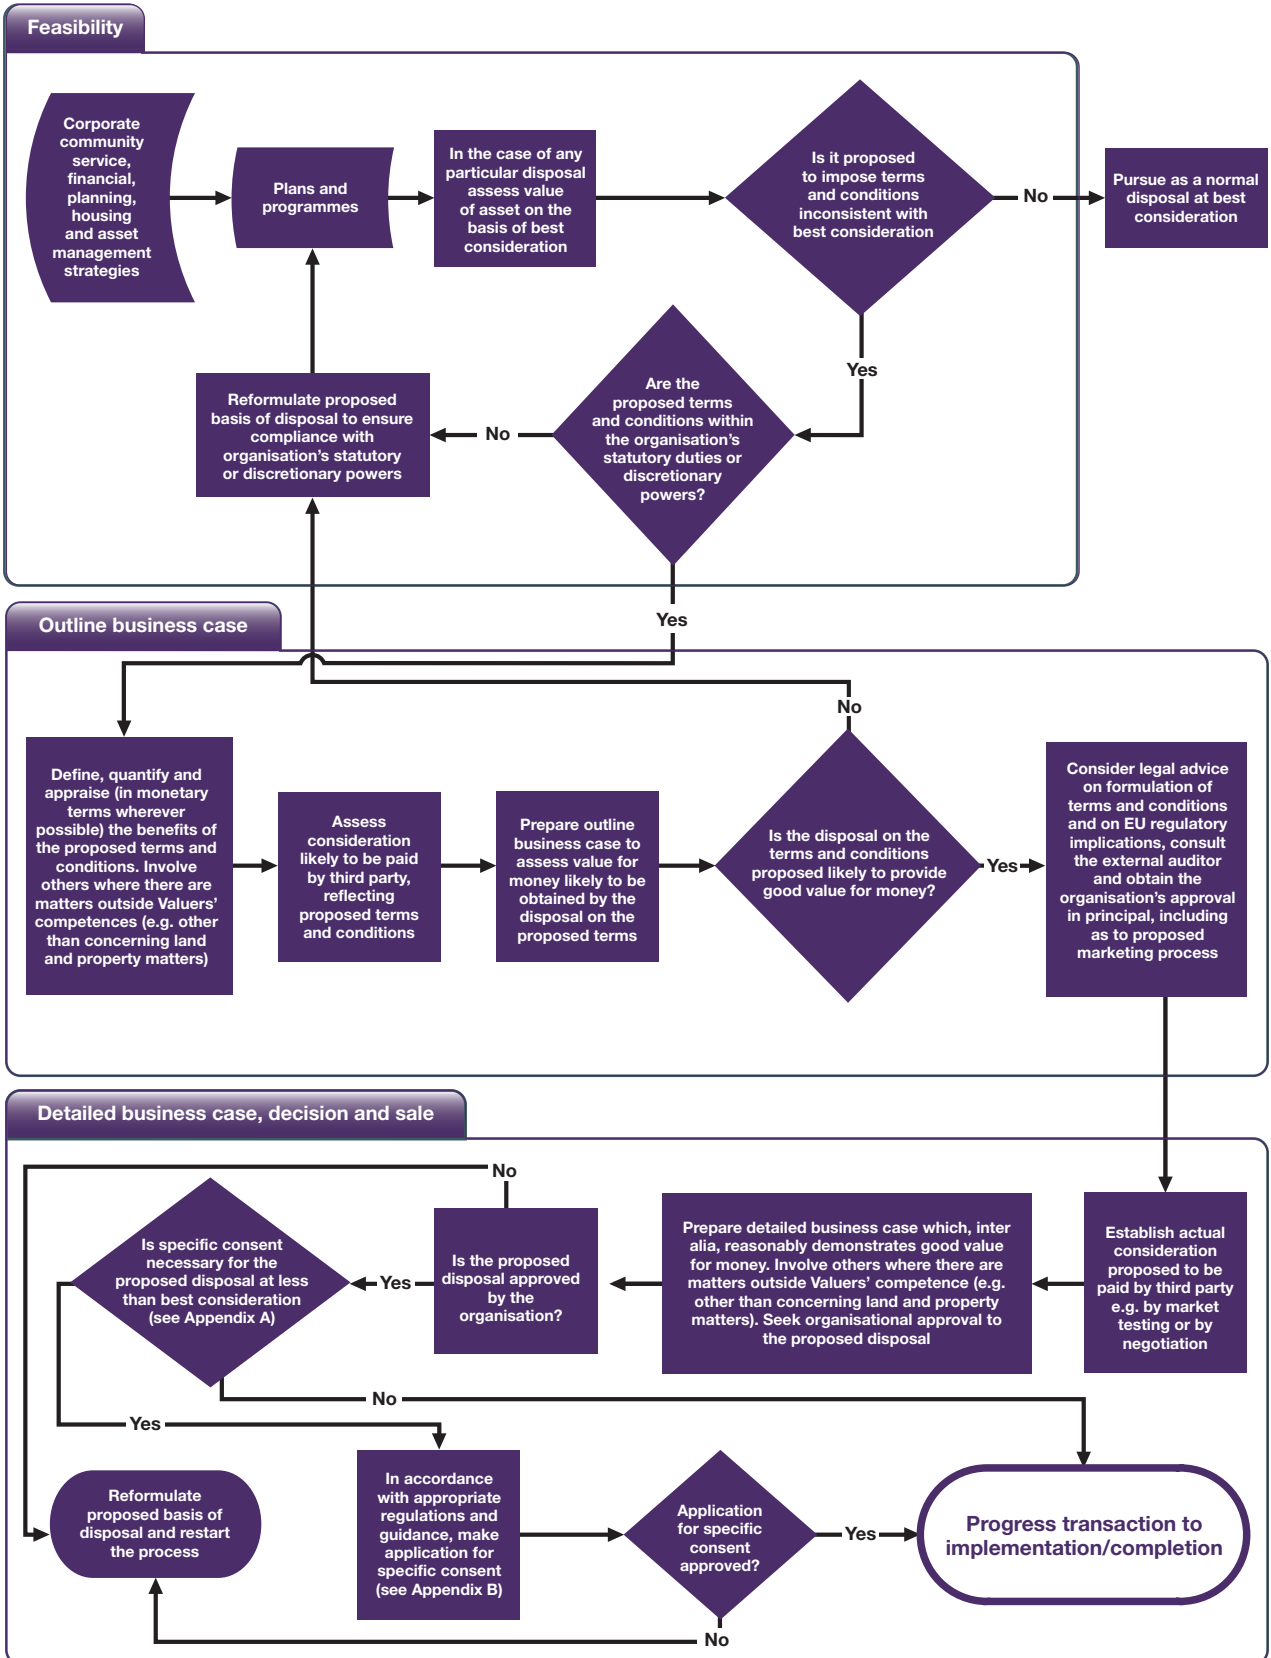 Feasibility
Corporate
community
service,
financial,
planning,
housing
and asset
management
strategies
Plans and
programmes
In the case of any
particular disposal
assess value
of asset on the
basis of best
consideration
Is it proposed
to impose terms
and conditions
inconsistent with
best consideration
No
Pursue as a normal
disposal at best
consideration
Yes
Are the
proposed terms
and conditions within
the organisation's
statutory duties or
discretionary
powers?
No
Reformulate proposed
basis of disposal to ensure
compliance with
organisation's statutory
or discretionary powers
Yes
Outline business case
No
Define, quantify and
appraise (in monetary
terms wherever
possible) the benefits of
the proposed terms and
conditions. Involve
others where there are
matters outside Valuers'
competences (e.g. other
than concerning land
and property matters)
Assess
consideration
likely to be paid
by third party,
reflecting
proposed terms
and conditions
Prepare outline
business case to
assess value for
money likely to be
obtained by the
disposal on the
proposed terms
Is the disposal on the
terms and conditions
proposed likely to provide
good value for money?
Yes
Consider legal advice
on formulation of
terms and conditions
and on EU regulatory
implications, consult
the external auditor
and obtain the
organisation's approval
in principal, including
as to proposed
marketing process
Detailed business case, decision and sale
No
Is specific consent
necessary for the
proposed disposal at less
than best consideration
(see Appendix A)
Yes
Is the proposed
disposal approved
by the
organisation?
Prepare detailed business case which, inter
alia, reasonably demonstrates good value
for money. Involve others where there are
matters outside Valuers' competence (e.g.
other than concerning land and property
matters). Seek organisational approval to
the proposed disposal
Establish actual
consideration
proposed to be
paid by third party
e.g. by market
testing or by
negotiation
No
Yes
Reformulate
proposed basis of
disposal and restart
the process
In accordance
with appropriate
regulations and
guidance, make
application for
specific consent
(see Appendix B)
Application
for specific
consent
approved?
Yes
Progress transaction to
implementation/completion
No